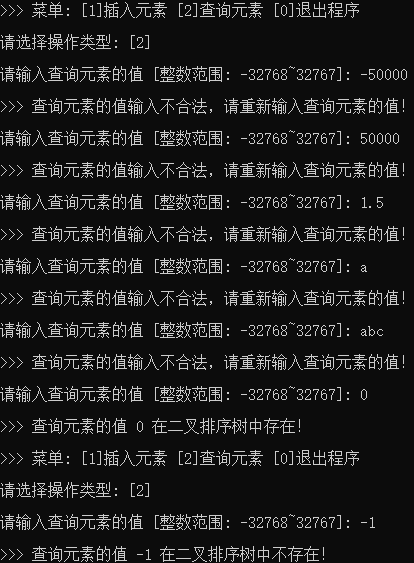 >>> 菜单: [1]插入元素 [2]查询元素 [0]退出程序
请选择操作类型: [2]
请输入查询元素的值 [整数范围: -32768~32767]: -50000
>>> 查询元素的值输入不合法，请重新输入查询元素的值!
请输入查询元素的值 [整数范围: -32768~32767]: 50000
>>> 查询元素的值输入不合法，请重新输入查询元素的值!
请输入查询元素的值 [整数范围: -32768~32767]: 1.5
>>> 查询元素的值输入不合法，请重新输入查询元素的值!
请输入查询元素的值 [整数范围: -32768~32767]: a
>>> 查询元素的值输入不合法，请重新输入查询元素的值!
请输入查询元素的值 [整数范围: -32768~32767]: abc
>>> 查询元素的值输入不合法，请重新输入查询元素的值!
请输入查询元素的值 [整数范围: -32768~32767]: 0
>>> 查询元素的值 0 在二叉排序树中存在!
>>> 菜单: [1]插入元素 [2]查询元素 [0]退出程序
请选择操作类型: [2]
请输入查询元素的值 [整数范围: -32768~32767]: -1
>>> 查询元素的值 -1 在二叉排序树中不存在!